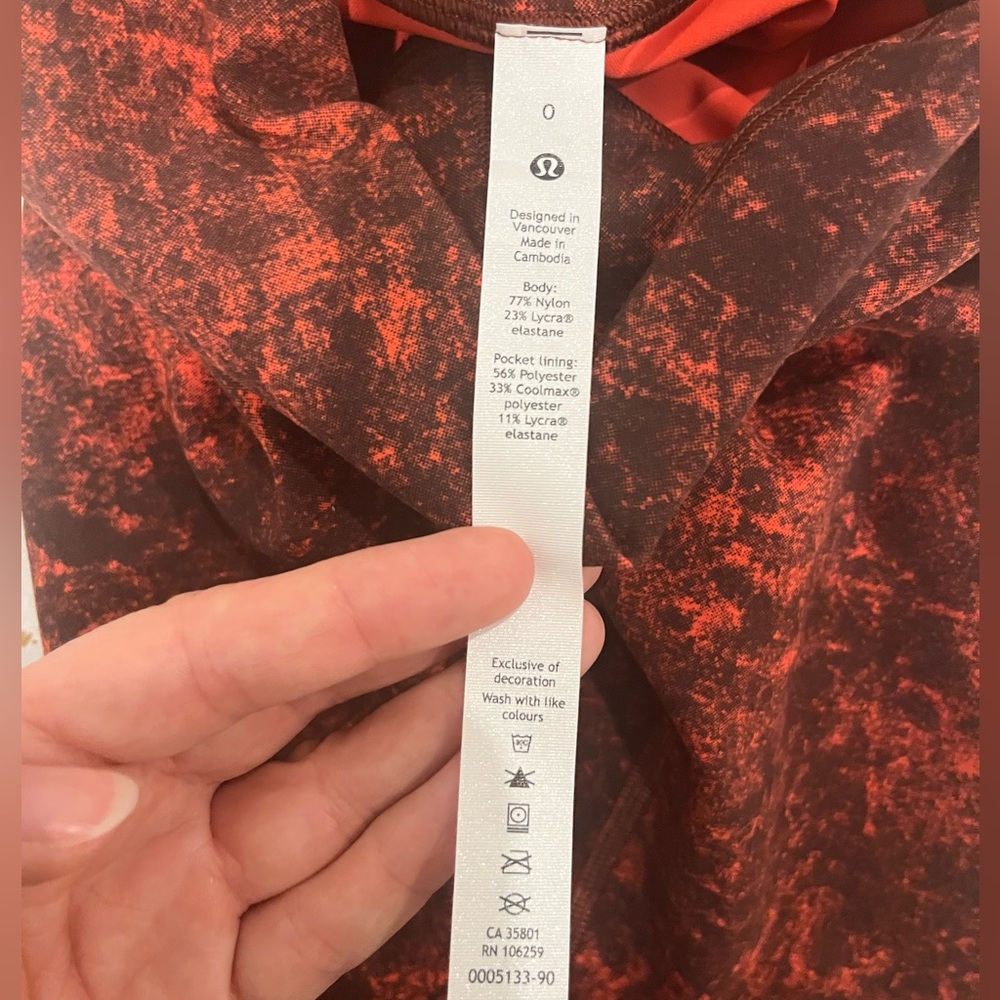 0
Designed in
Vancouver
Made in
Cambodia
Body:
77% Nylon
23% Lycra®
elastane
Pocket lining:
56% Polyester
33% Coolmax®
polyester
11% Lycra®
elastane
Exclusive of
decoration
Wash with like
colours
30C
CA 35801
RN 106259
0005133-90